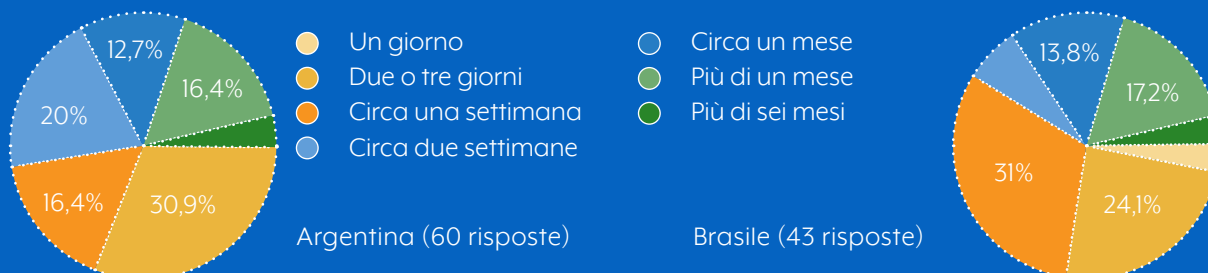 12,7%
16,4%
20%
16,4%
30,9%
Un giorno
Due o tre giorni
Circa una settimana
Circa due settimane
Circa un mese
Più di un mese
Più di sei mesi
Argentina (60 risposte)
Brasile (43 risposte)
13,8%
17,2%
31%
24,1%